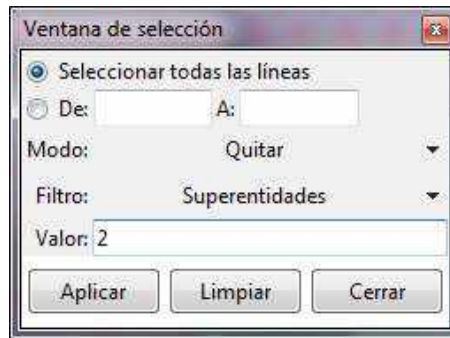 Ventana de selección
Seleccionar todas las líneas
De: A:
Modo: Quitar
Filtro: Superentidades
Valor: 2
Aplicar Limpiar Cerrar